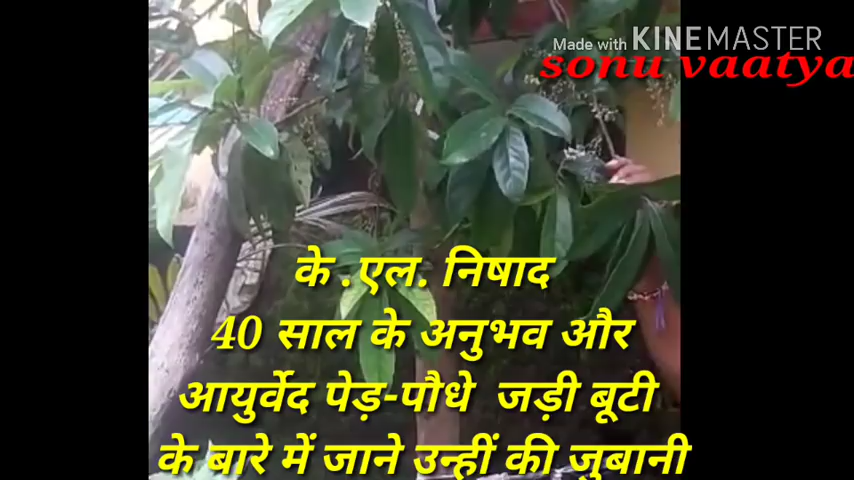 Made with KINEMASTER
sonu vaatya
के .एल. निषाद
40 साल के अनुभव और
आयुर्वेद पेड़-पौधे जड़ी बूटी
के बारे में जाने उन्हीं की जुबानी